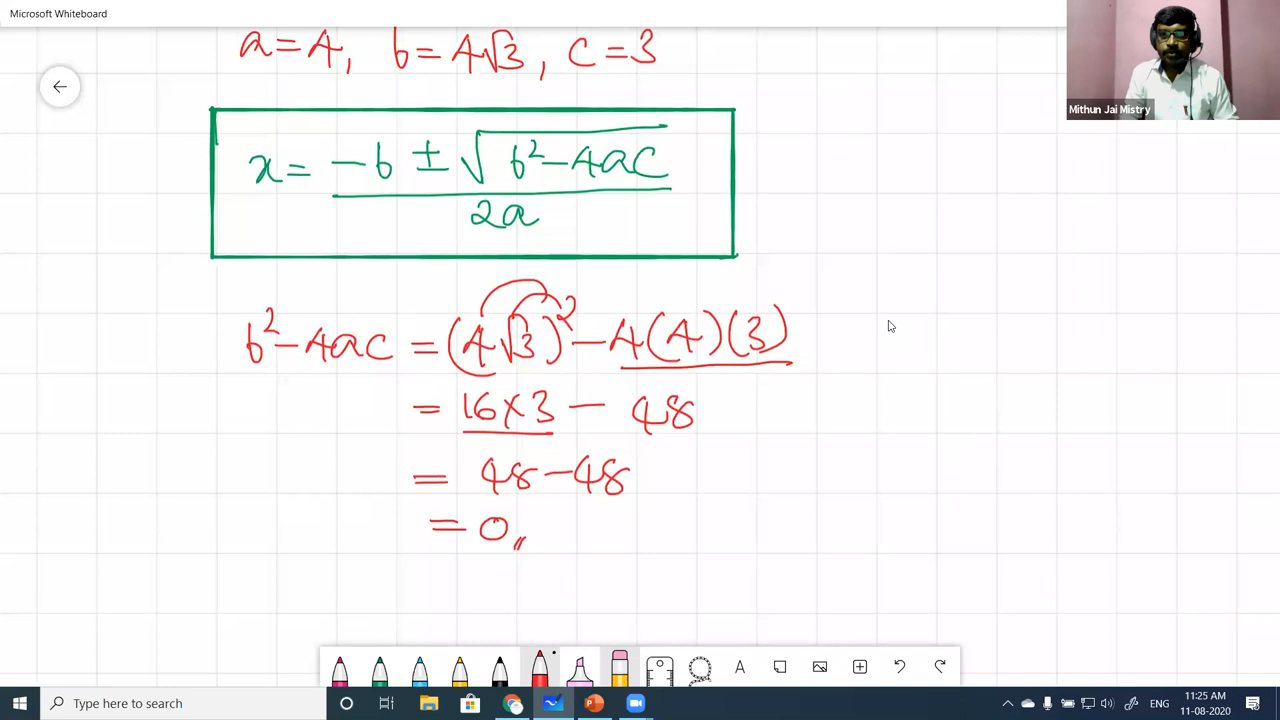 Microsoft Whiteboard
a = 4, b = 4√3, c = 3
Mithun Jai Mistry
x = −b ± √b² − 4ac
2a
b² − 4ac = (4√3)² − 4(4)(3)
= 16 × 3 − 48
= 48 − 48
= 0,,
A
Type here to search
ENG
11:25 AM
11-08-2020